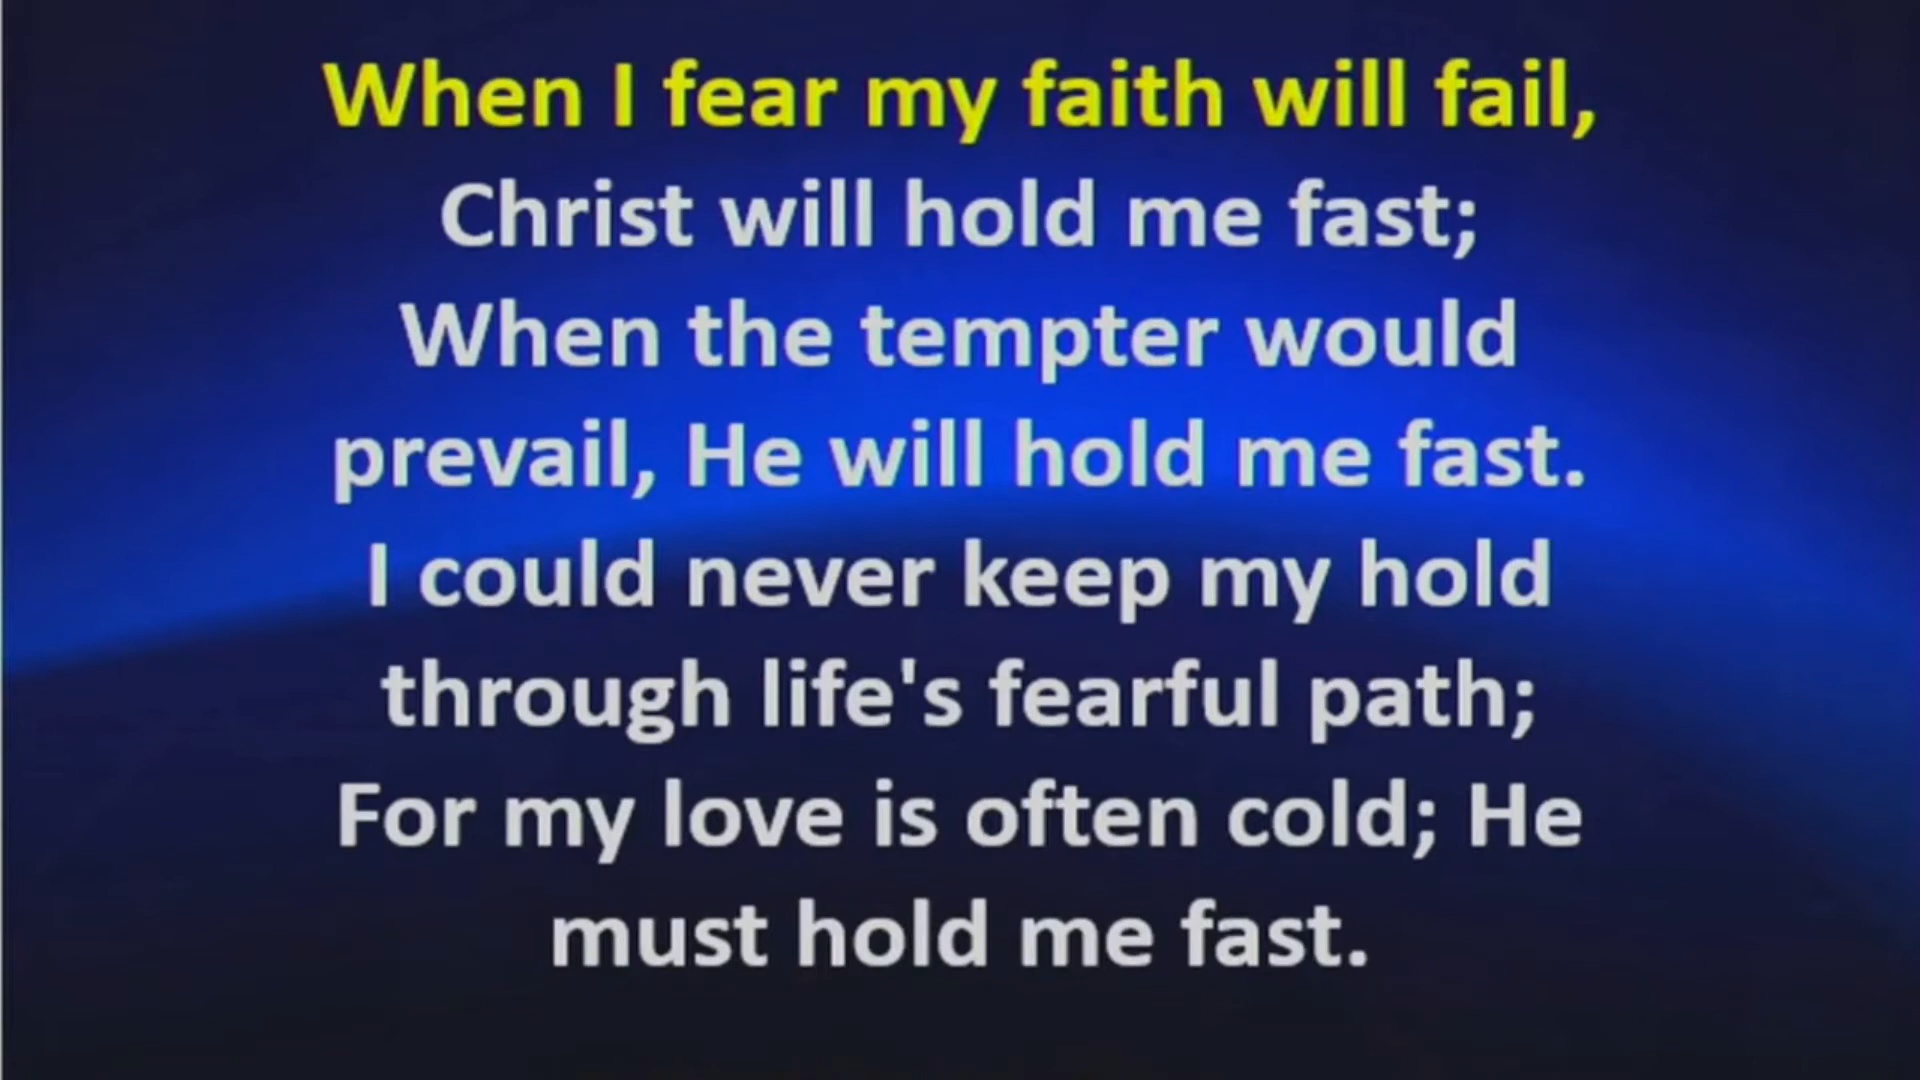 When I fear my faith will fail,
Christ will hold me fast;
When the tempter would
prevail, He will hold me fast.
I could never keep my hold
through life's fearful path;
For my love is often cold; He
must hold me fast.